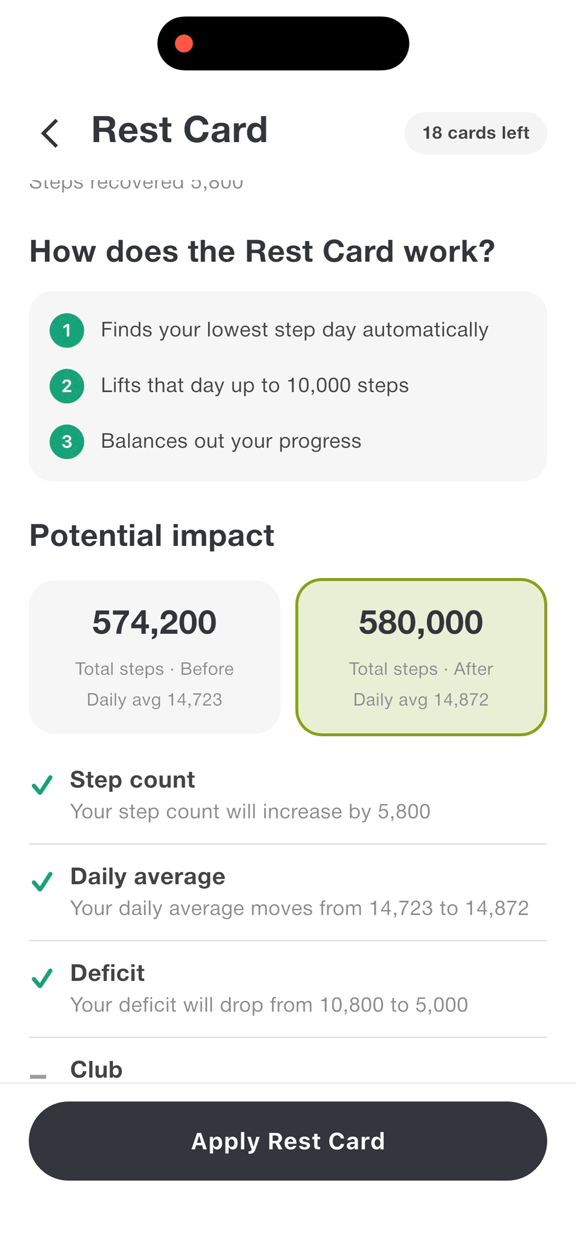 Rest Card
18 cards left
Steps recovered 5,800
How does the Rest Card work?
1 Finds your lowest step day automatically
2 Lifts that day up to 10,000 steps
3 Balances out your progress
Potential impact
574,200
Total steps · Before
Daily avg 14,723
580,000
Total steps · After
Daily avg 14,872
Step count
Your step count will increase by 5,800
Daily average
Your daily average moves from 14,723 to 14,872
Deficit
Your deficit will drop from 10,800 to 5,000
Club
Apply Rest Card